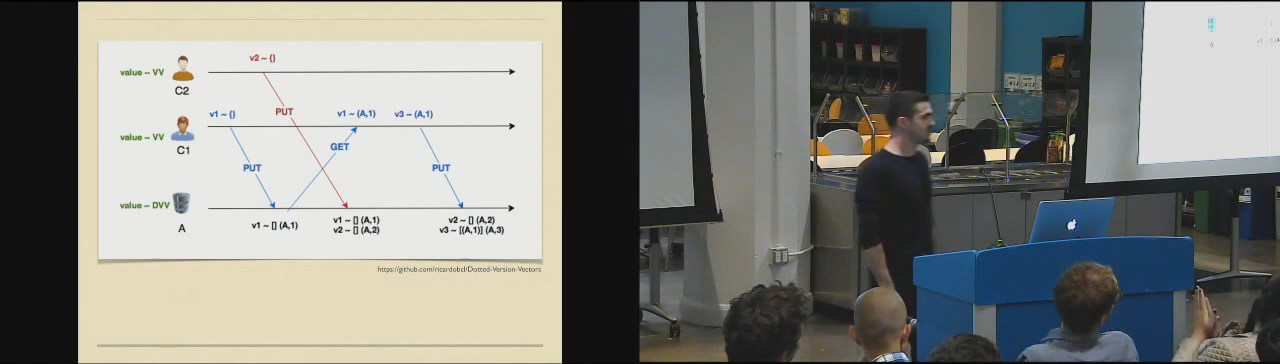 v2 ~ {}
value ~ VV
C2
PUT
v1 ~ {}
v1 ~ (A,1)
v3 ~ (A,1)
value ~ VV
C1
GET
PUT
PUT
value ~ DVV
A
v1 ~ [] (A,1)
v1 ~ [] (A,1)
v2 ~ [] (A,2)
v2 ~ [] (A,2)
v3 ~ [(A,1)] (A,3)
https://github.com/ricardobcl/Dotted-Version-Vectors
A